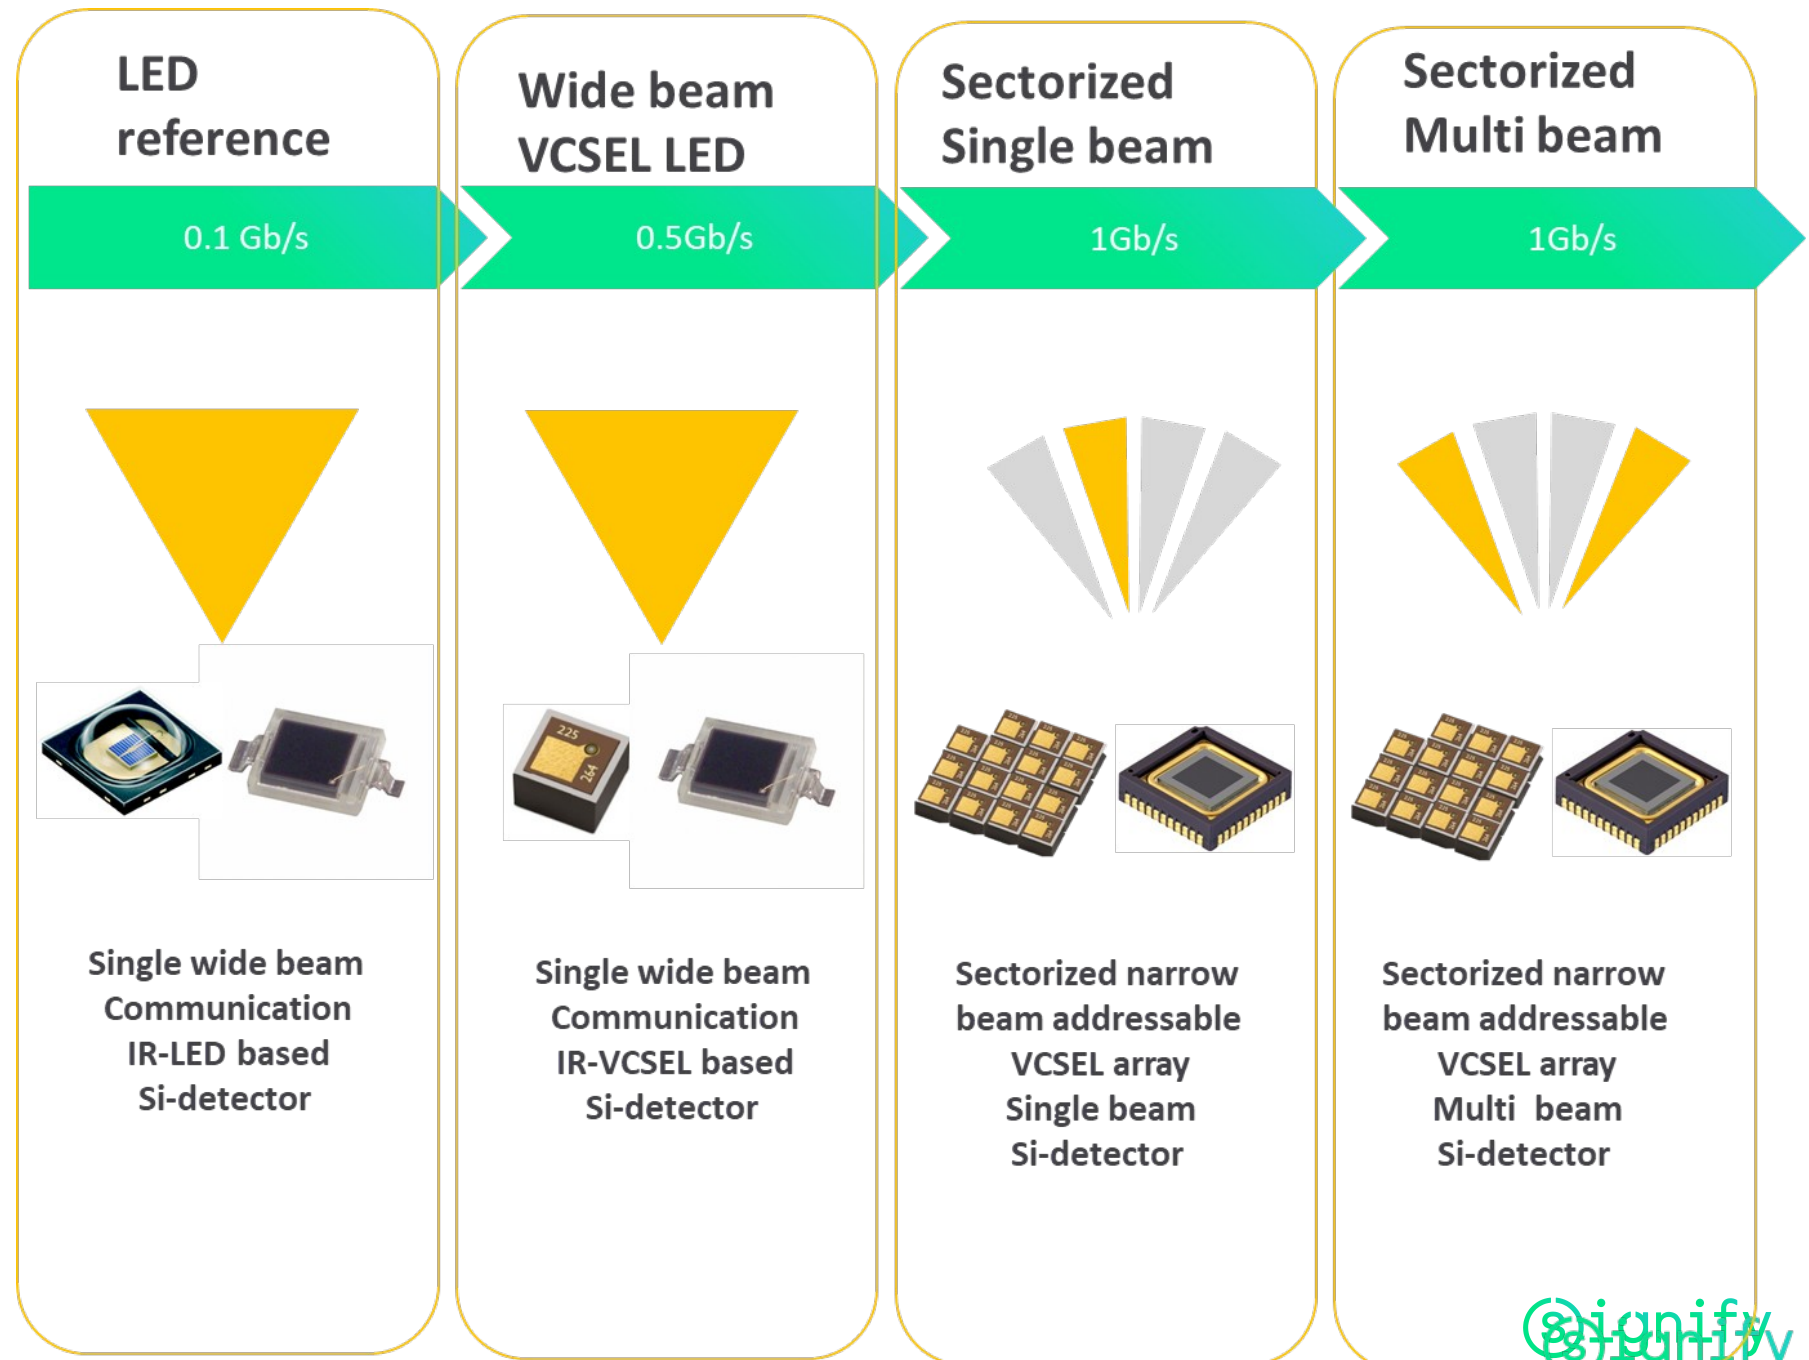 LED
reference
0.1 Gb/s
Single wide beam
Communication
IR-LED based
Si-detector
Wide beam
VCSEL LED
0.5Gb/s
225
264
Single wide beam
Communication
IR-VCSEL based
Si-detector
Sectorized
Single beam
1Gb/s
Sectorized narrow
beam addressable
VCSEL array
Single beam
Si-detector
Sectorized
Multi beam
1Gb/s
Sectorized narrow
beam addressable
VCSEL array
Multi beam
Si-detector
(s)ignify
(s)ignify